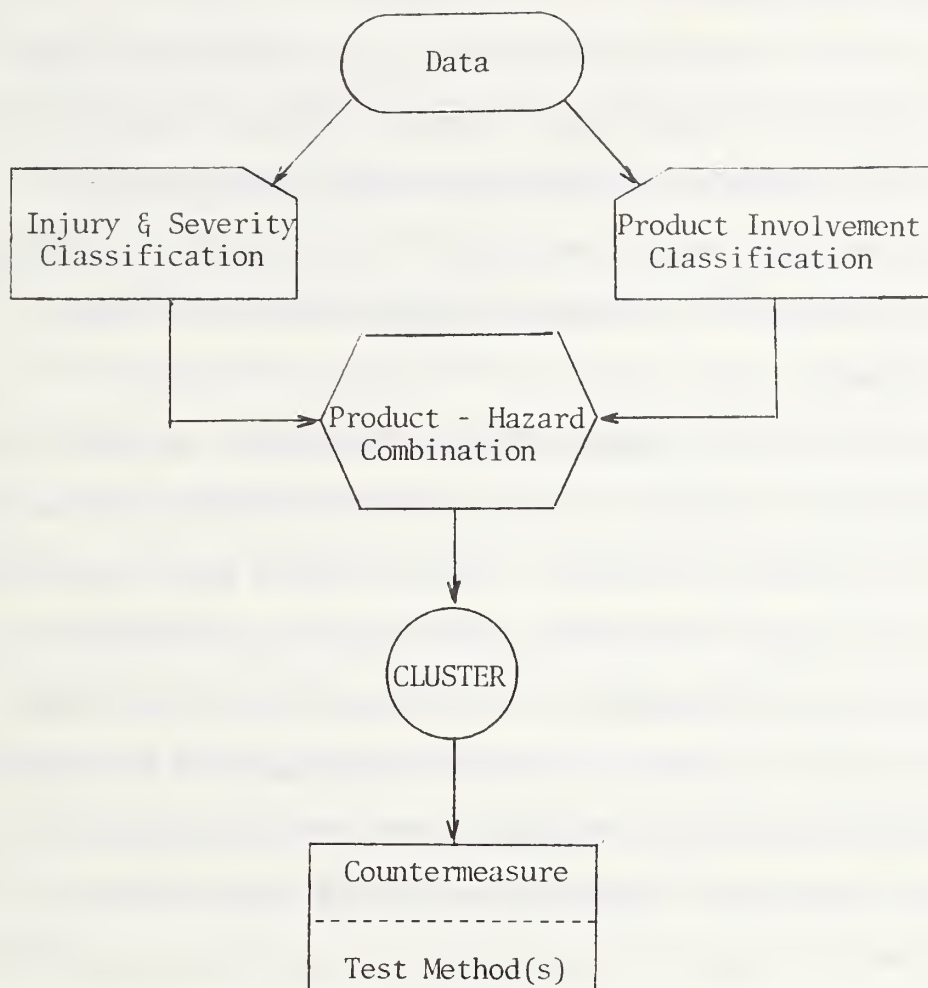 Data
Injury & Severity
Classification
Product Involvement
Classification
Product - Hazard
Combination
CLUSTER
Countermeasure
Test Method(s)